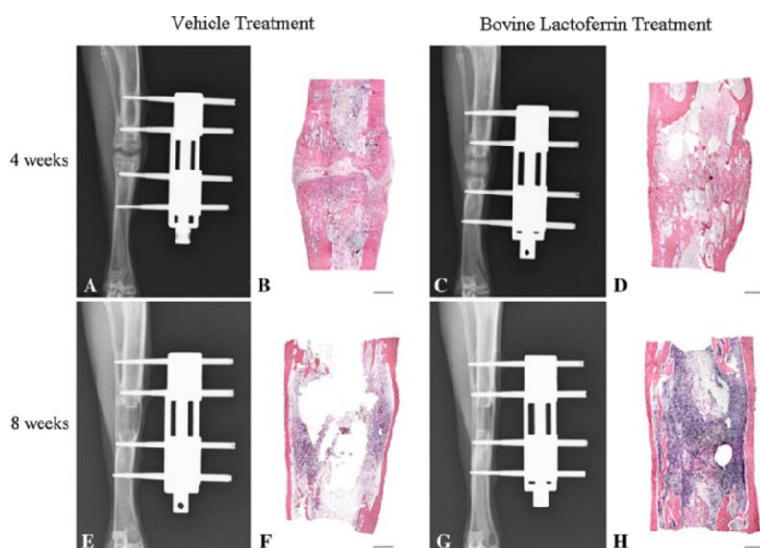 Vehicle Treatment
Bovine Lactoferrin Treatment
4 weeks
A
B
C
D
8 weeks
E
F
G
H